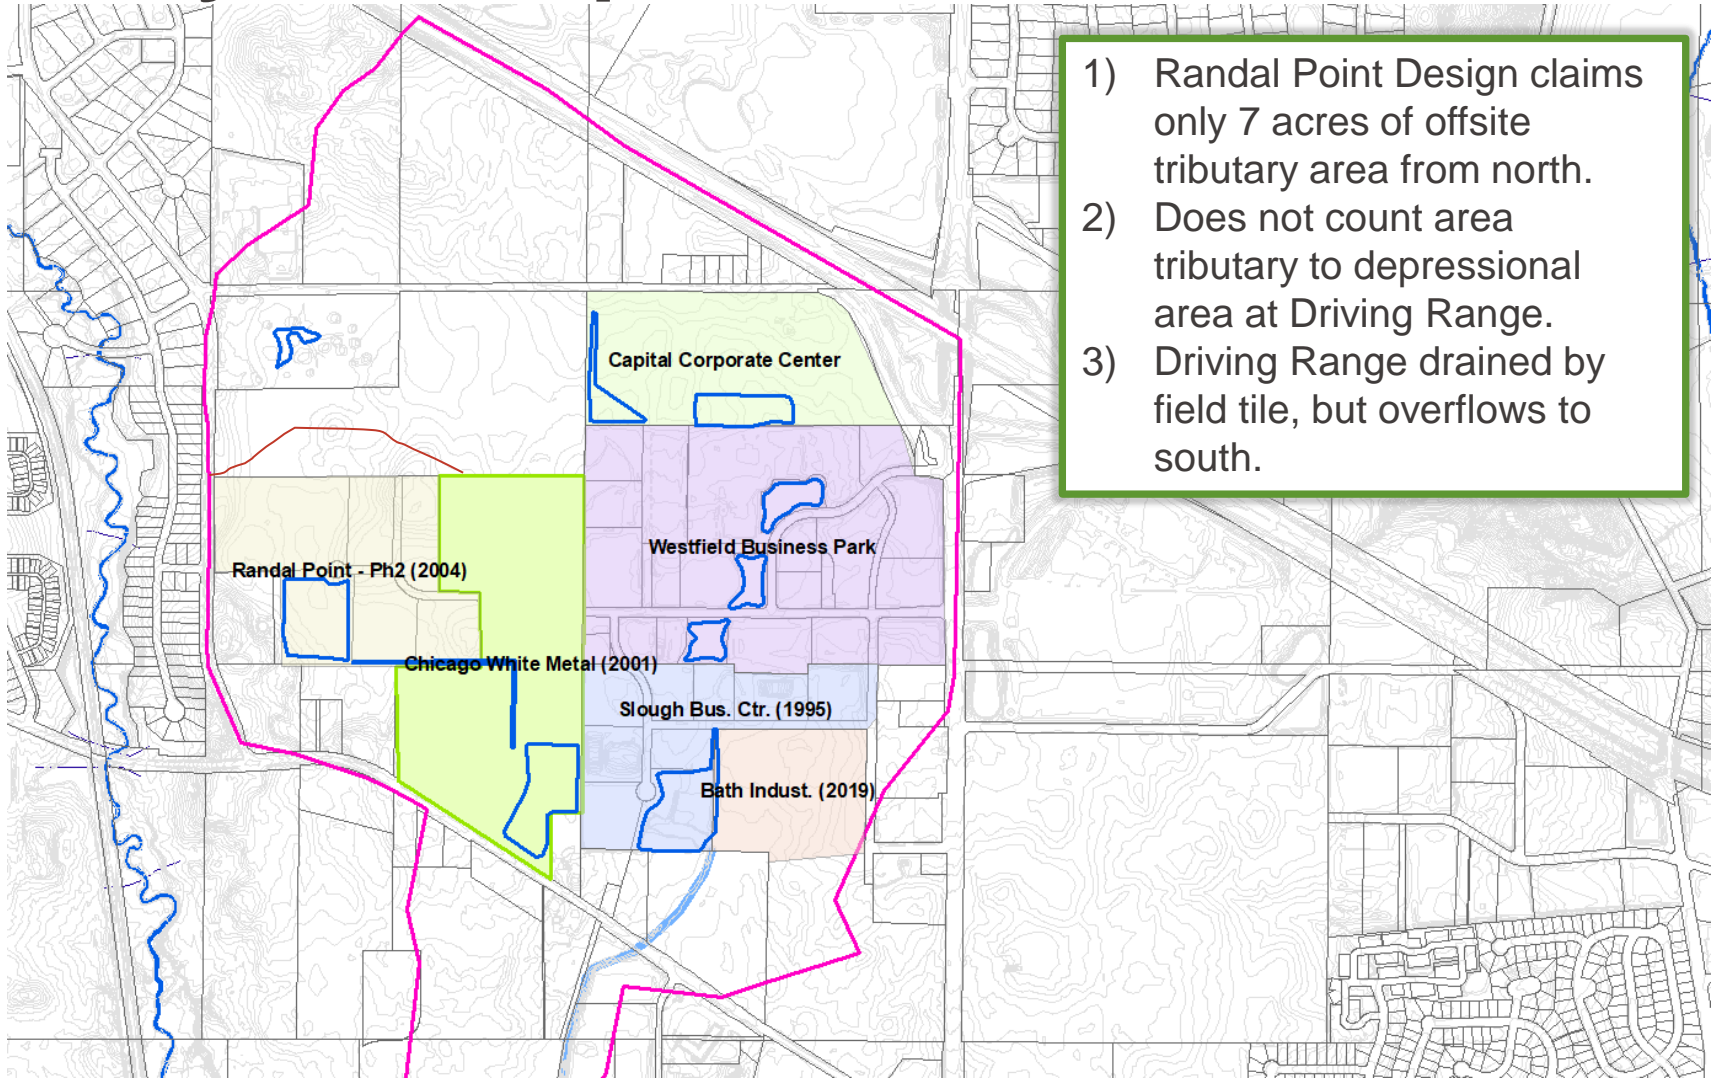 1) Randal Point Design claims
only 7 acres of offsite
tributary area from north.
2) Does not count area
tributary to depressional
area at Driving Range.
3) Driving Range drained by
field tile, but overflows to
south.
Capital Corporate Center
Westfield Business Park
Randal Point - Ph2 (2004)
Chicago White Metal (2001)
Slough Bus. Ctr. (1995)
Bath Indust. (2019)